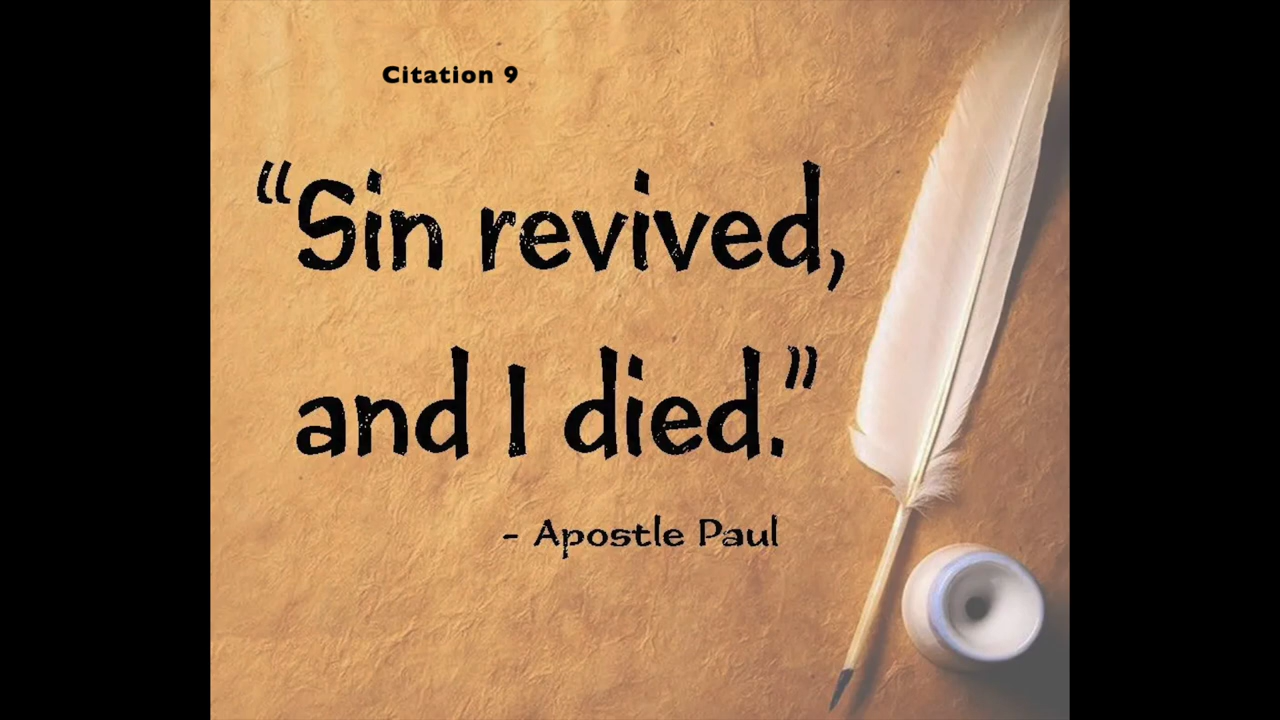 Citation 9
“Sin revived,
and I died.”
- Apostle Paul